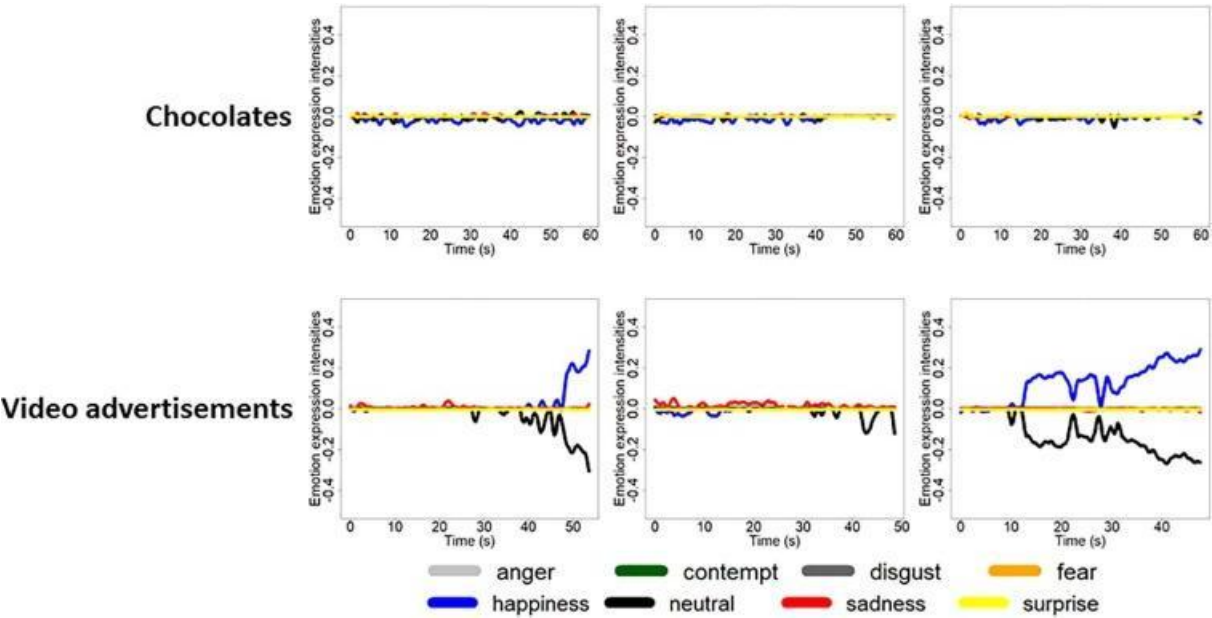 Chocolates
Emotion expression intensities
0.4
0.2
0.0
-0.2
-0.4
0 10 20 30 40 50 60
Time (s)
Emotion expression intensities
0.4
0.2
0.0
-0.2
-0.4
0 10 20 30 40 50 60
Time (s)
Emotion expression intensities
0.4
0.2
0.0
-0.2
-0.4
0 10 20 30 40 50 60
Time (s)
Video advertisements
Emotion expression intensities
0.4
0.2
0.0
-0.2
-0.4
0 10 20 30 40 50
Time (s)
Emotion expression intensities
0.4
0.2
0.0
-0.2
-0.4
0 10 20 30 40 50
Time (s)
Emotion expression intensities
0.4
0.2
0.0
-0.2
-0.4
0 10 20 30 40
Time (s)
anger contempt disgust fear
happiness neutral sadness surprise